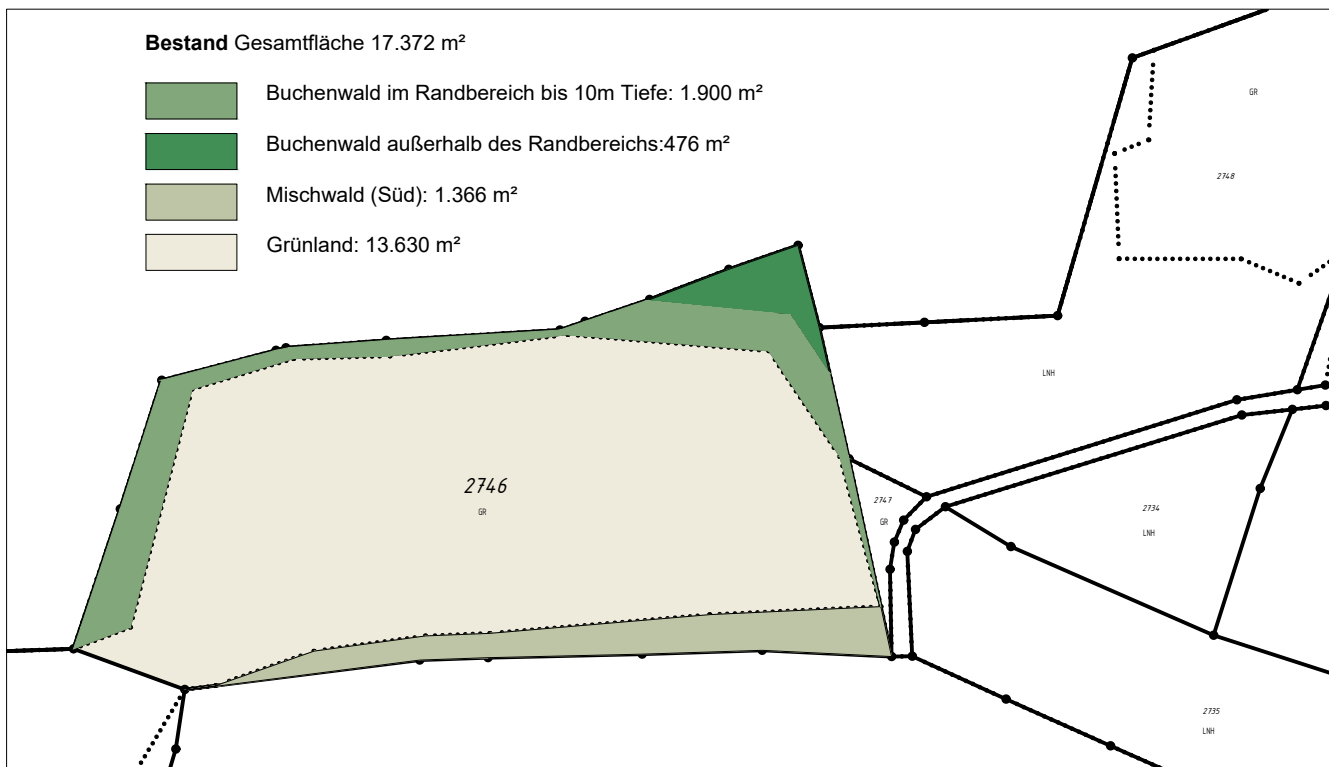 Bestand Gesamtfläche 17.372 m²
Buchenwald im Randbereich bis 10m Tiefe: 1.900 m²
Buchenwald außerhalb des Randbereichs:476 m²
Mischwald (Süd): 1.366 m²
Grünland: 13.630 m²
GR
2748
LNH
2746
GR
2747
GR
2734
LNH
2735
LNH